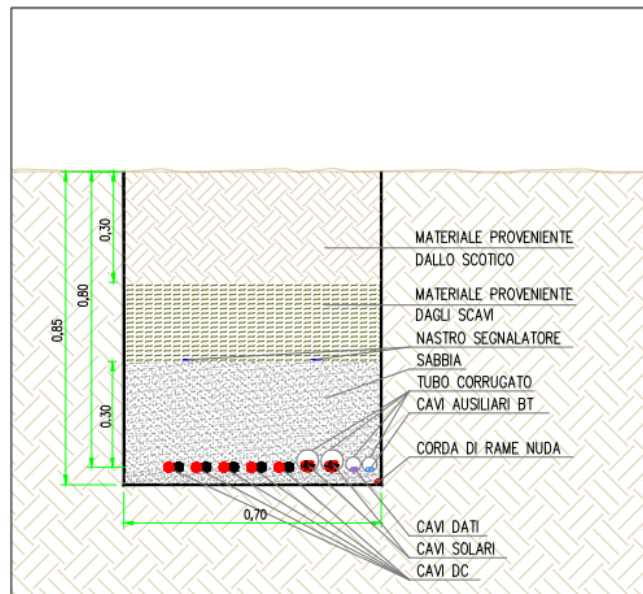 0,30
0,80
0,85
0.30
0,70
MATERIALE PROVENIENTE
DALLO SCOTICO
MATERIALE PROVENIENTE
DAGLI SCAVI
NASTRO SEGNALATORE
SABBIA
TUBO CORRUGATO
CAVI AUSILIARI BT
CORDA DI RAME NUDA
CAVI DATI
CAVI SOLARI
CAVI DC